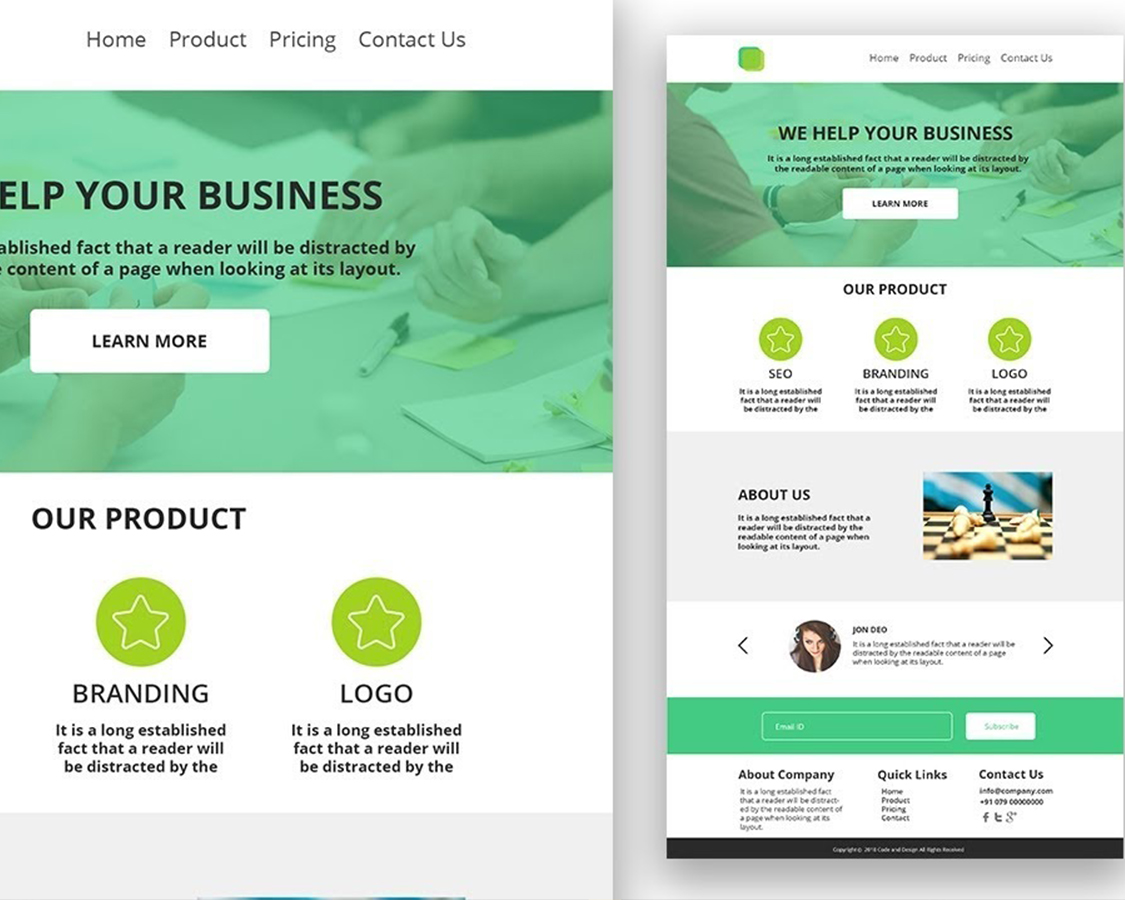 Home Product Pricing Contact Us
ELP YOUR BUSINESS
ablished fact that a reader will be distracted by
e content of a page when looking at its layout.
LEARN MORE
OUR PRODUCT
BRANDING
It is a long established
fact that a reader will
be distracted by the
LOGO
It is a long established
fact that a reader will
be distracted by the
Home Product Pricing Contact Us
WE HELP YOUR BUSINESS
It is a long established fact that a reader will be distracted by
the readable content of a page when looking at its layout.
LEARN MORE
OUR PRODUCT
SEO
It is a long established
fact that a reader will
be distracted by the
BRANDING
It is a long established
fact that a reader will
be distracted by the
LOGO
It is a long established
fact that a reader will
be distracted by the
ABOUT US
It is a long established fact that a
reader will be distracted by the
readable content of a page when
looking at its layout.
JON DEO
It is a long established fact that a reader will be
distracted by the readable content of a page
when looking at its layout.
Email ID
Subscribe
About Company
It is a long established fact
that a reader will be distract-
ed by the readable content of
a page when looking at its
layout.
Quick Links
Home
Product
Pricing
Contact
Contact Us
info@company.com
+91 079 00000000
Copyright © 2018 Code and Design All Rights Reserved